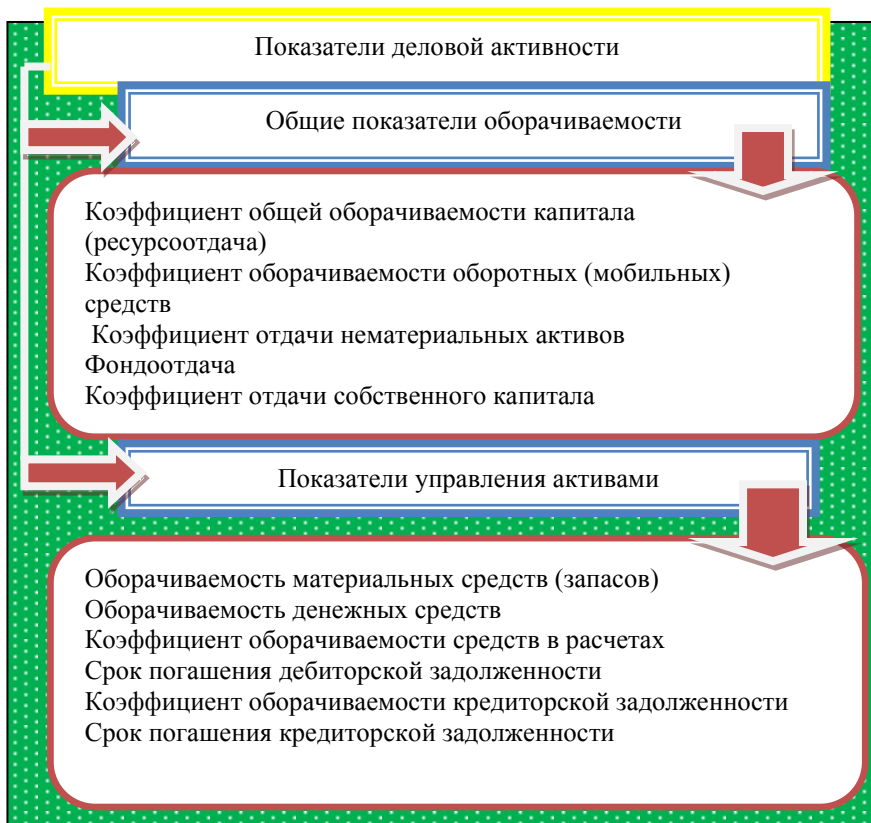 Показатели деловой активности
Общие показатели оборачиваемости
Коэффициент общей оборачиваемости капитала
(ресурсоотдача)
Коэффициент оборачиваемости оборотных (мобильных)
средств
Коэффициент отдачи нематериальных активов
Фондоотдача
Коэффициент отдачи собственного капитала
Показатели управления активами
Оборачиваемость материальных средств (запасов)
Оборачиваемость денежных средств
Коэффициент оборачиваемости средств в расчетах
Срок погашения дебиторской задолженности
Коэффициент оборачиваемости кредиторской задолженности
Срок погашения кредиторской задолженности